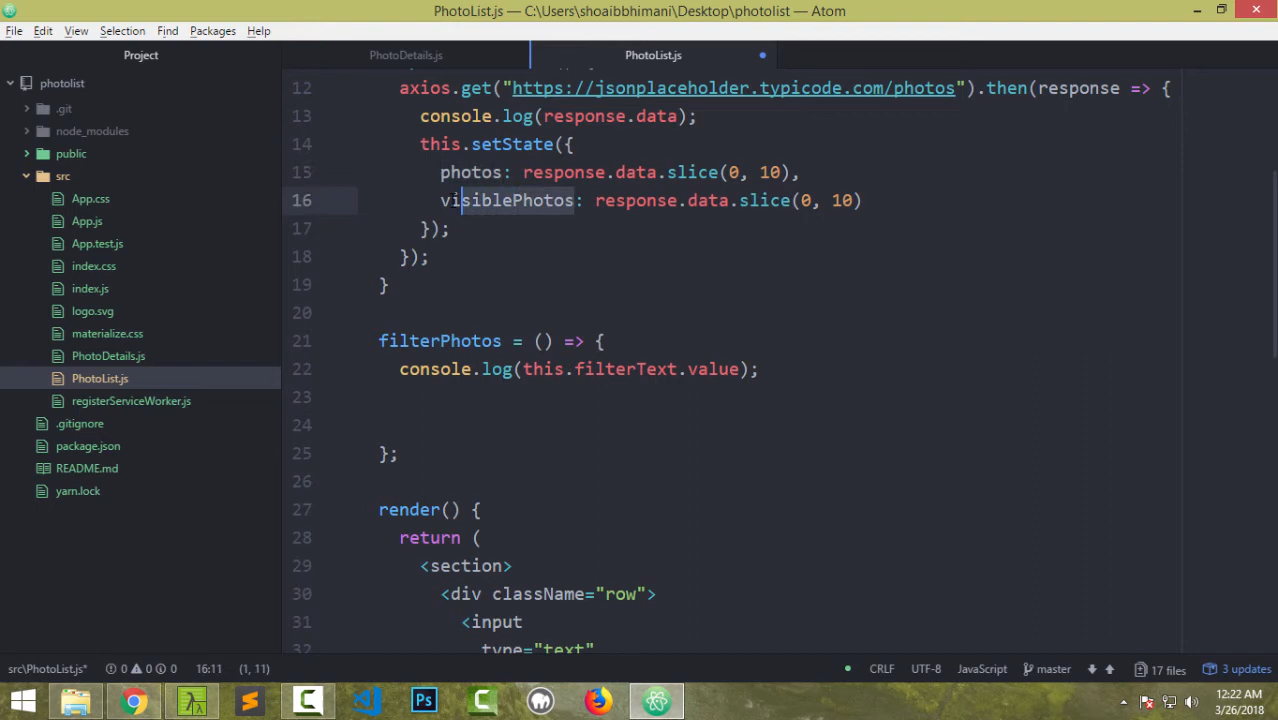 PhotoList.js — C:\Users\shoaibbhimani\Desktop\photolist — Atom
File Edit View Selection Find Packages Help
Project
PhotoDetails.js
PhotoList.js
photolist
.git
node_modules
public
src
App.css
App.js
App.test.js
index.css
index.js
logo.svg
materialize.css
PhotoDetails.js
PhotoList.js
registerServiceWorker.js
.gitignore
package.json
README.md
yarn.lock
12 axios.get("https://jsonplaceholder.typicode.com/photos").then(response => {
13 console.log(response.data);
14 this.setState({
15 photos: response.data.slice(0, 10),
16 visiblePhotos: response.data.slice(0, 10)
17 });
18 });
19 }
20
21 filterPhotos = () => {
22 console.log(this.filterText.value);
23
24
25 };
26
27 render() {
28 return (
29 <section>
30 <div className="row">
31 <input
32 type="text"
src\PhotoList.js* 0 0 0 16:11 (1, 11) CRLF UTF-8 JavaScript master 17 files 3 updates
Ps
12:22 AM
3/26/2018